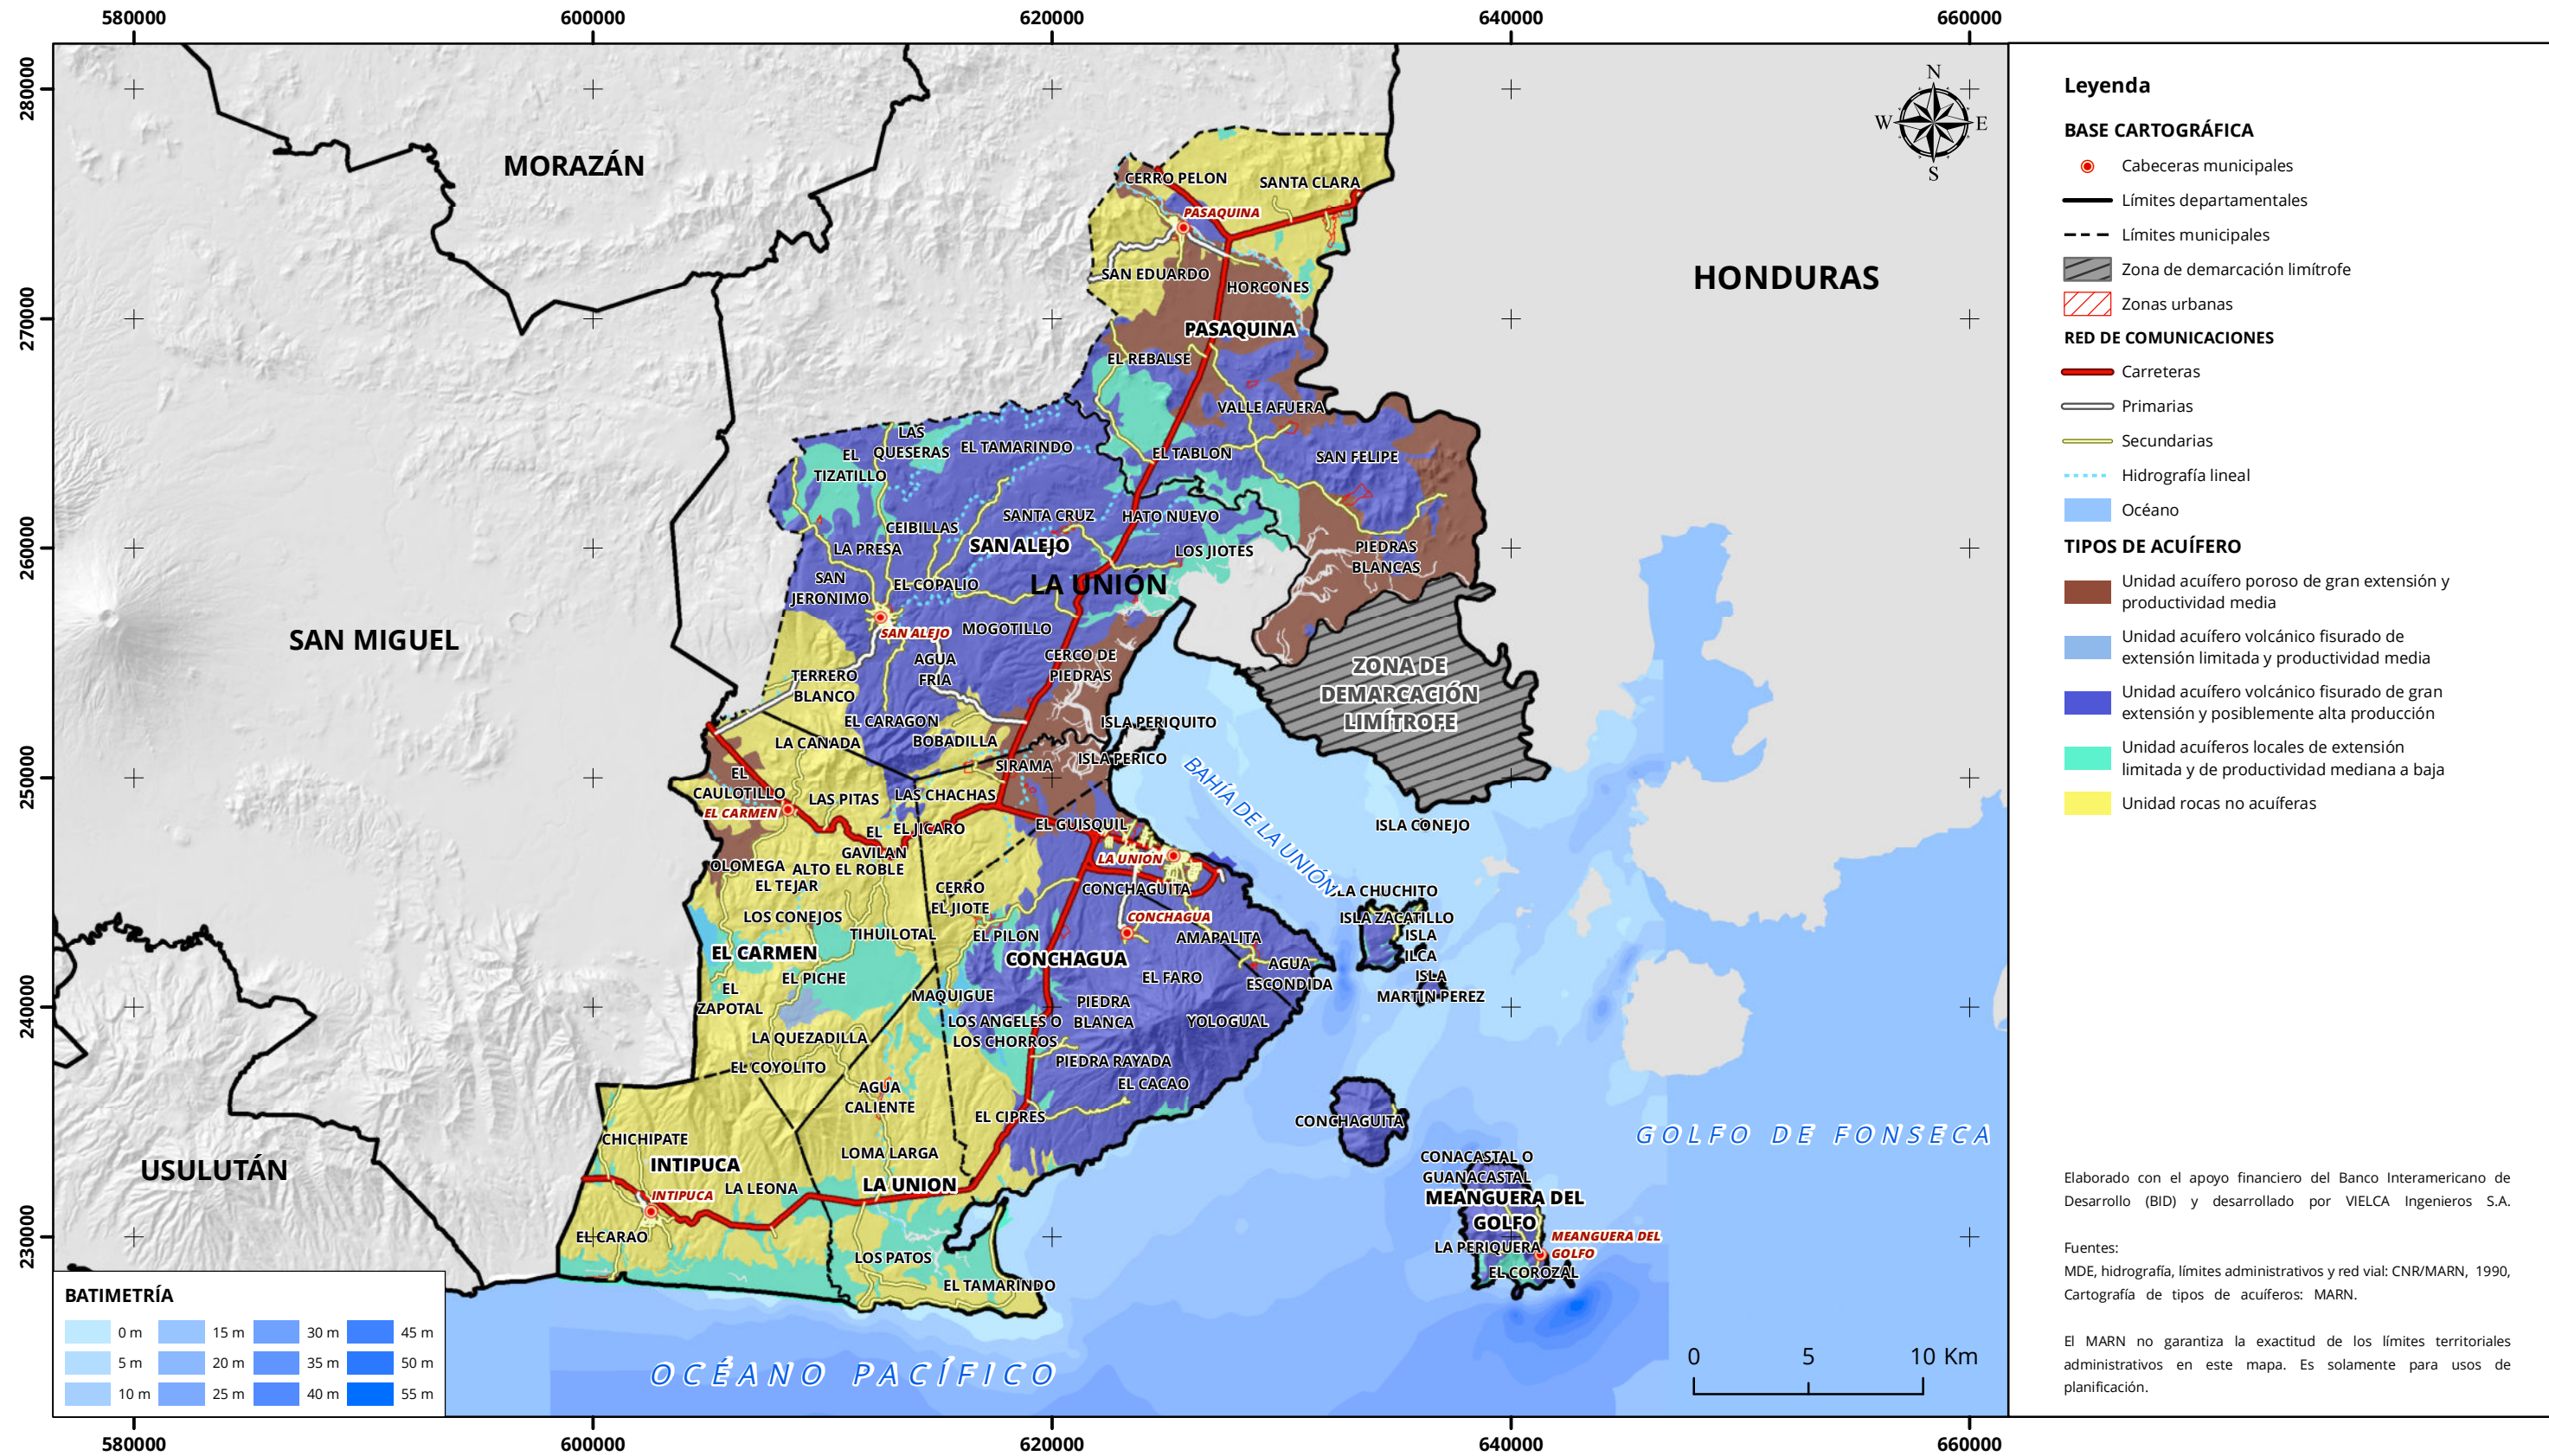 580000
600000
620000
640000
660000
280000
270000
260000
250000
240000
230000
580000
600000
620000
640000
660000
MORAZÁN
HONDURAS
SAN MIGUEL
USULUTÁN
LA UNIÓN
N
W
E
S
CERRO PELON
SANTA CLARA
PASAQUINA
SAN EDUARDO
HORCONES
PASAQUINA
EL REBALSE
VALLE AFUERA
LAS
QUESERAS
EL TAMARINDO
EL
TIZATILLO
EL TABLON
SAN FELIPE
SANTA CRUZ
HATO NUEVO
CEIBILLAS
LA PRESA
SAN ALEJO
LOS JIOTES
PIEDRAS
BLANCAS
SAN
JERONIMO
EL COPALIO
SAN ALEJO
MOGOTILLO
AGUA
FRIA
CERCO DE
PIEDRAS
TERRERO
BLANCO
ZONA DE
DEMARCACIÓN
LIMÍTROFE
EL CARAGON
ISLA PERIQUITO
LA CAÑADA
BOBADILLA
SIRAMA
ISLA PERICO
EL
CAULOTILLO
LAS PITAS
LAS CHACHAS
EL CARMEN
BAHÍA DE LA UNIÓN
EL GUISQUIL
ISLA CONEJO
EL
GAVILAN
EL JICARO
LA UNION
OLOMEGA
ALTO EL ROBLE
EL TEJAR
CERRO
EL JIOTE
CONCHAGUITA
ISLA CHUCHITO
LOS CONEJOS
CONCHAGUA
ISLA ZACATILLO
TIHUILOTAL
EL PILON
AMAPALITA
ISLA
ILCA
EL CARMEN
CONCHAGUA
AGUA
ESCONDIDA
EL PICHE
EL FARO
ISLA
MARTIN PEREZ
EL
ZAPOTAL
MAQUIGUE
PIEDRA
BLANCA
LOS ANGELES O
LOS CHORROS
YOLOGUAL
LA QUEZADILLA
EL COYOLITO
PIEDRA RAYADA
AGUA
CALIENTE
EL CACAO
EL CIPRES
CONCHAGUITA
GOLFO DE FONSECA
CHICHIPATE
LOMA LARGA
CONACASTAL O
GUANACASTAL
INTIPUCA
LA LEONA
LA UNION
MEANGUERA DEL
GOLFO
INTIPUCA
EL CARAO
MEANGUERA DEL
GOLFO
LA PERIQUERA
LOS PATOS
EL COROZAL
EL TAMARINDO
OCÉANO PACÍFICO
BATIMETRÍA
0 m
15 m
30 m
45 m
5 m
20 m
35 m
50 m
10 m
25 m
40 m
55 m
0
5
10 Km
Leyenda
BASE CARTOGRÁFICA
Cabeceras municipales
Límites departamentales
Límites municipales
Zona de demarcación limítrofe
Zonas urbanas
RED DE COMUNICACIONES
Carreteras
Primarias
Secundarias
Hidrografía lineal
Océano
TIPOS DE ACUÍFERO
Unidad acuífero poroso de gran extensión y
productividad media
Unidad acuífero volcánico fisurado de
extensión limitada y productividad media
Unidad acuífero volcánico fisurado de gran
extensión y posiblemente alta producción
Unidad acuíferos locales de extensión
limitada y de productividad mediana a baja
Unidad rocas no acuíferas
Elaborado con el apoyo financiero del Banco Interamericano de
Desarrollo (BID) y desarrollado por VIELCA Ingenieros S.A.
Fuentes:
MDE, hidrografía, límites administrativos y red vial: CNR/MARN, 1990,
Cartografía de tipos de acuíferos: MARN.
El MARN no garantiza la exactitud de los límites territoriales
administrativos en este mapa. Es solamente para usos de
planificación.